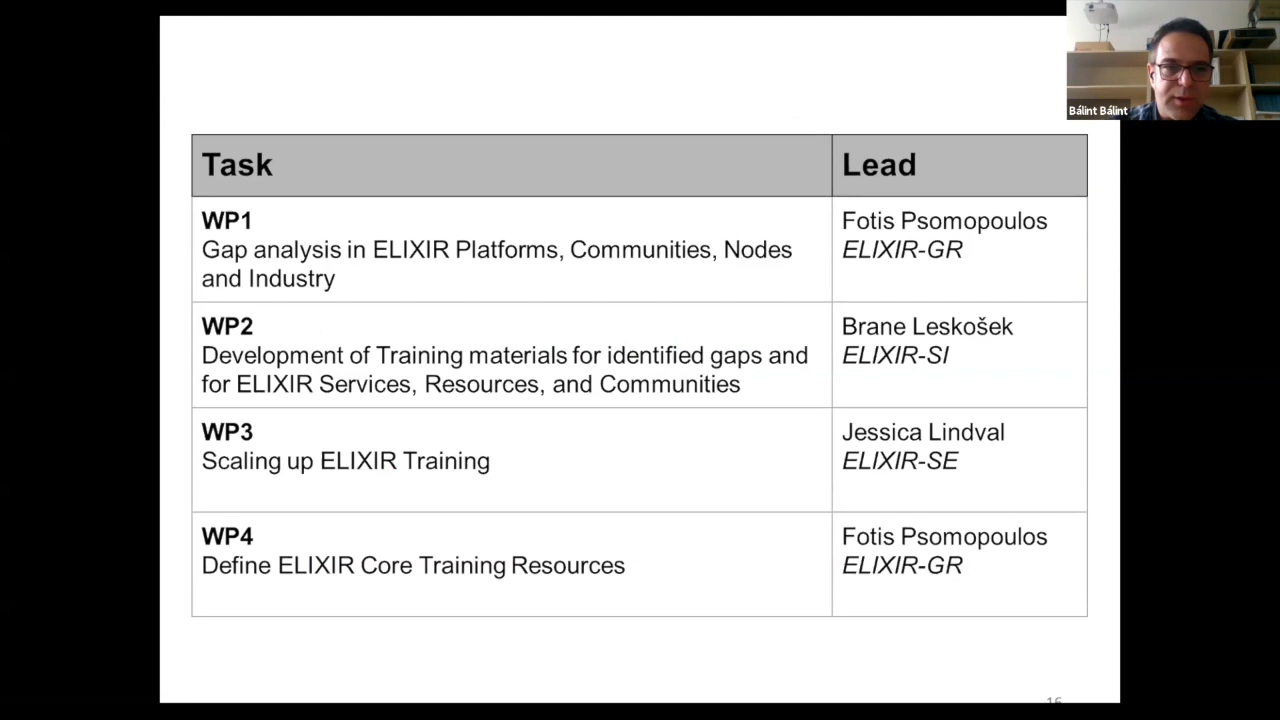 Bálint Bálint
Task
Lead
WP1
Gap analysis in ELIXIR Platforms, Communities, Nodes
and Industry
Fotis Psomopoulos
ELIXIR-GR
WP2
Development of Training materials for identified gaps and
for ELIXIR Services, Resources, and Communities
Brane Leskošek
ELIXIR-SI
WP3
Scaling up ELIXIR Training
Jessica Lindval
ELIXIR-SE
WP4
Define ELIXIR Core Training Resources
Fotis Psomopoulos
ELIXIR-GR
16